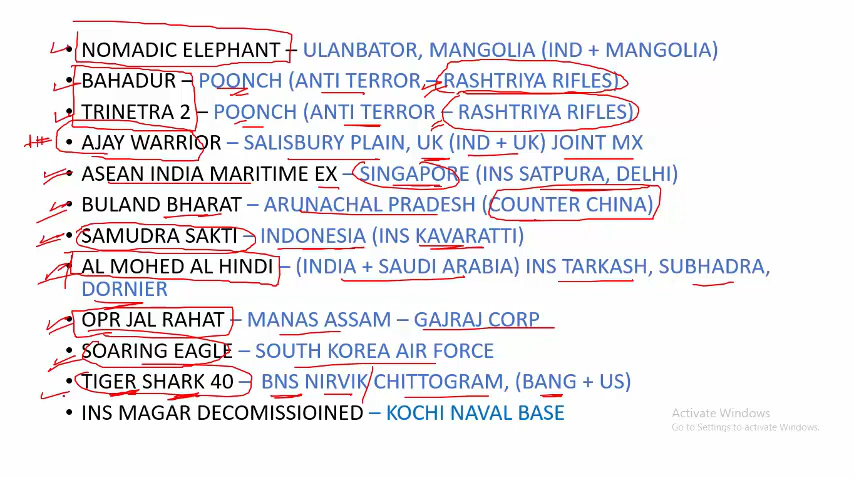 • NOMADIC ELEPHANT – ULANBATOR, MANGOLIA (IND + MANGOLIA)
• BAHADUR – POONCH (ANTI TERROR – RASHTRIYA RIFLES)
• TRINETRA 2 – POONCH (ANTI TERROR – RASHTRIYA RIFLES)
• AJAY WARRIOR – SALISBURY PLAIN, UK (IND + UK) JOINT MX
• ASEAN INDIA MARITIME EX – SINGAPORE (INS SATPURA, DELHI)
• BULAND BHARAT – ARUNACHAL PRADESH (COUNTER CHINA)
• SAMUDRA SAKTI – INDONESIA (INS KAVARATTI)
• AL MOHED AL HINDI – (INDIA + SAUDI ARABIA) INS TARKASH, SUBHADRA,
DORNIER
• OPR JAL RAHAT – MANAS ASSAM – GAJRAJ CORP
• SOARING EAGLE – SOUTH KOREA AIR FORCE
• TIGER SHARK 40 – BNS NIRVIK CHITTOGRAM, (BANG + US)
• INS MAGAR DECOMISSIOINED – KOCHI NAVAL BASE
Activate Windows
Go to Settings to activate Windows.